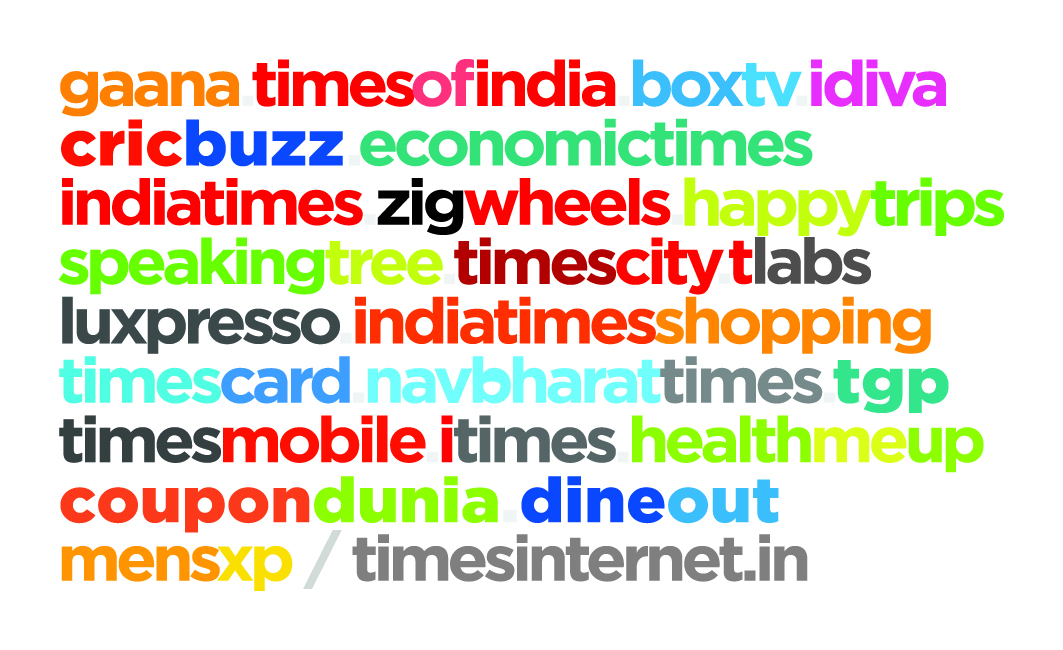 gaana.timesofindia.boxtv.idiva
cricbuzz.economictimes
indiatimes.zigwheels.happytrips
speakingtree.timescity.tlabs
luxpresso.indiatimesshopping
timescard.navbharattimes.tgp
timesmobile.itimes.healthmeup
coupondunia.dineout
mensxp / timesinternet.in